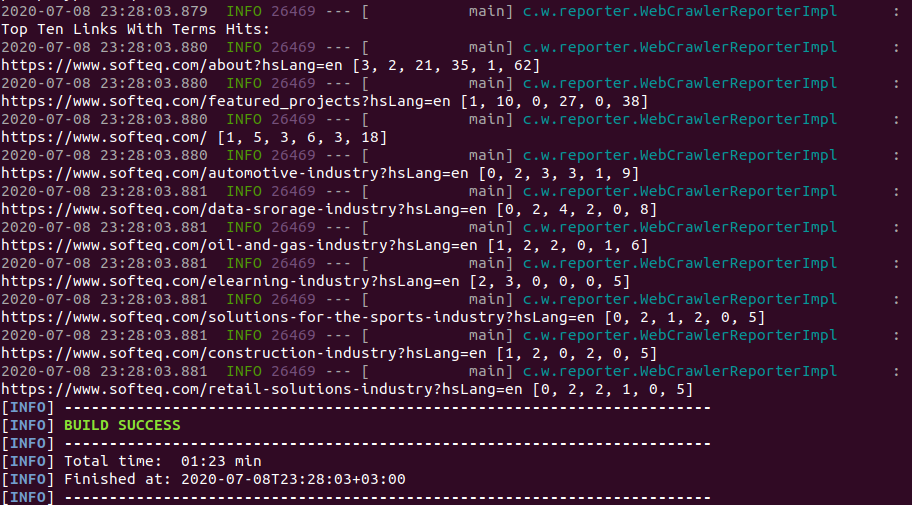 2020-07-08 23:28:03.879  INFO 26469 --- [           main] c.w.reporter.WebCrawlerReporterImpl      :
Top Ten Links With Terms Hits:
2020-07-08 23:28:03.880  INFO 26469 --- [           main] c.w.reporter.WebCrawlerReporterImpl      :
https://www.softeq.com/about?hsLang=en [3, 2, 21, 35, 1, 62]
2020-07-08 23:28:03.880  INFO 26469 --- [           main] c.w.reporter.WebCrawlerReporterImpl      :
https://www.softeq.com/featured_projects?hsLang=en [1, 10, 0, 27, 0, 38]
2020-07-08 23:28:03.880  INFO 26469 --- [           main] c.w.reporter.WebCrawlerReporterImpl      :
https://www.softeq.com/ [1, 5, 3, 6, 3, 18]
2020-07-08 23:28:03.880  INFO 26469 --- [           main] c.w.reporter.WebCrawlerReporterImpl      :
https://www.softeq.com/automotive-industry?hsLang=en [0, 2, 3, 3, 1, 9]
2020-07-08 23:28:03.881  INFO 26469 --- [           main] c.w.reporter.WebCrawlerReporterImpl      :
https://www.softeq.com/data-srorage-industry?hsLang=en [0, 2, 4, 2, 0, 8]
2020-07-08 23:28:03.881  INFO 26469 --- [           main] c.w.reporter.WebCrawlerReporterImpl      :
https://www.softeq.com/oil-and-gas-industry?hsLang=en [1, 2, 2, 0, 1, 6]
2020-07-08 23:28:03.881  INFO 26469 --- [           main] c.w.reporter.WebCrawlerReporterImpl      :
https://www.softeq.com/elearning-industry?hsLang=en [2, 3, 0, 0, 0, 5]
2020-07-08 23:28:03.881  INFO 26469 --- [           main] c.w.reporter.WebCrawlerReporterImpl      :
https://www.softeq.com/solutions-for-the-sports-industry?hsLang=en [0, 2, 1, 2, 0, 5]
2020-07-08 23:28:03.881  INFO 26469 --- [           main] c.w.reporter.WebCrawlerReporterImpl      :
https://www.softeq.com/construction-industry?hsLang=en [1, 2, 0, 2, 0, 5]
2020-07-08 23:28:03.881  INFO 26469 --- [           main] c.w.reporter.WebCrawlerReporterImpl      :
https://www.softeq.com/retail-solutions-industry?hsLang=en [0, 2, 2, 1, 0, 5]
[INFO] ------------------------------------------------------------------------
[INFO] BUILD SUCCESS
[INFO] ------------------------------------------------------------------------
[INFO] Total time:  01:23 min
[INFO] Finished at: 2020-07-08T23:28:03+03:00
[INFO] ------------------------------------------------------------------------